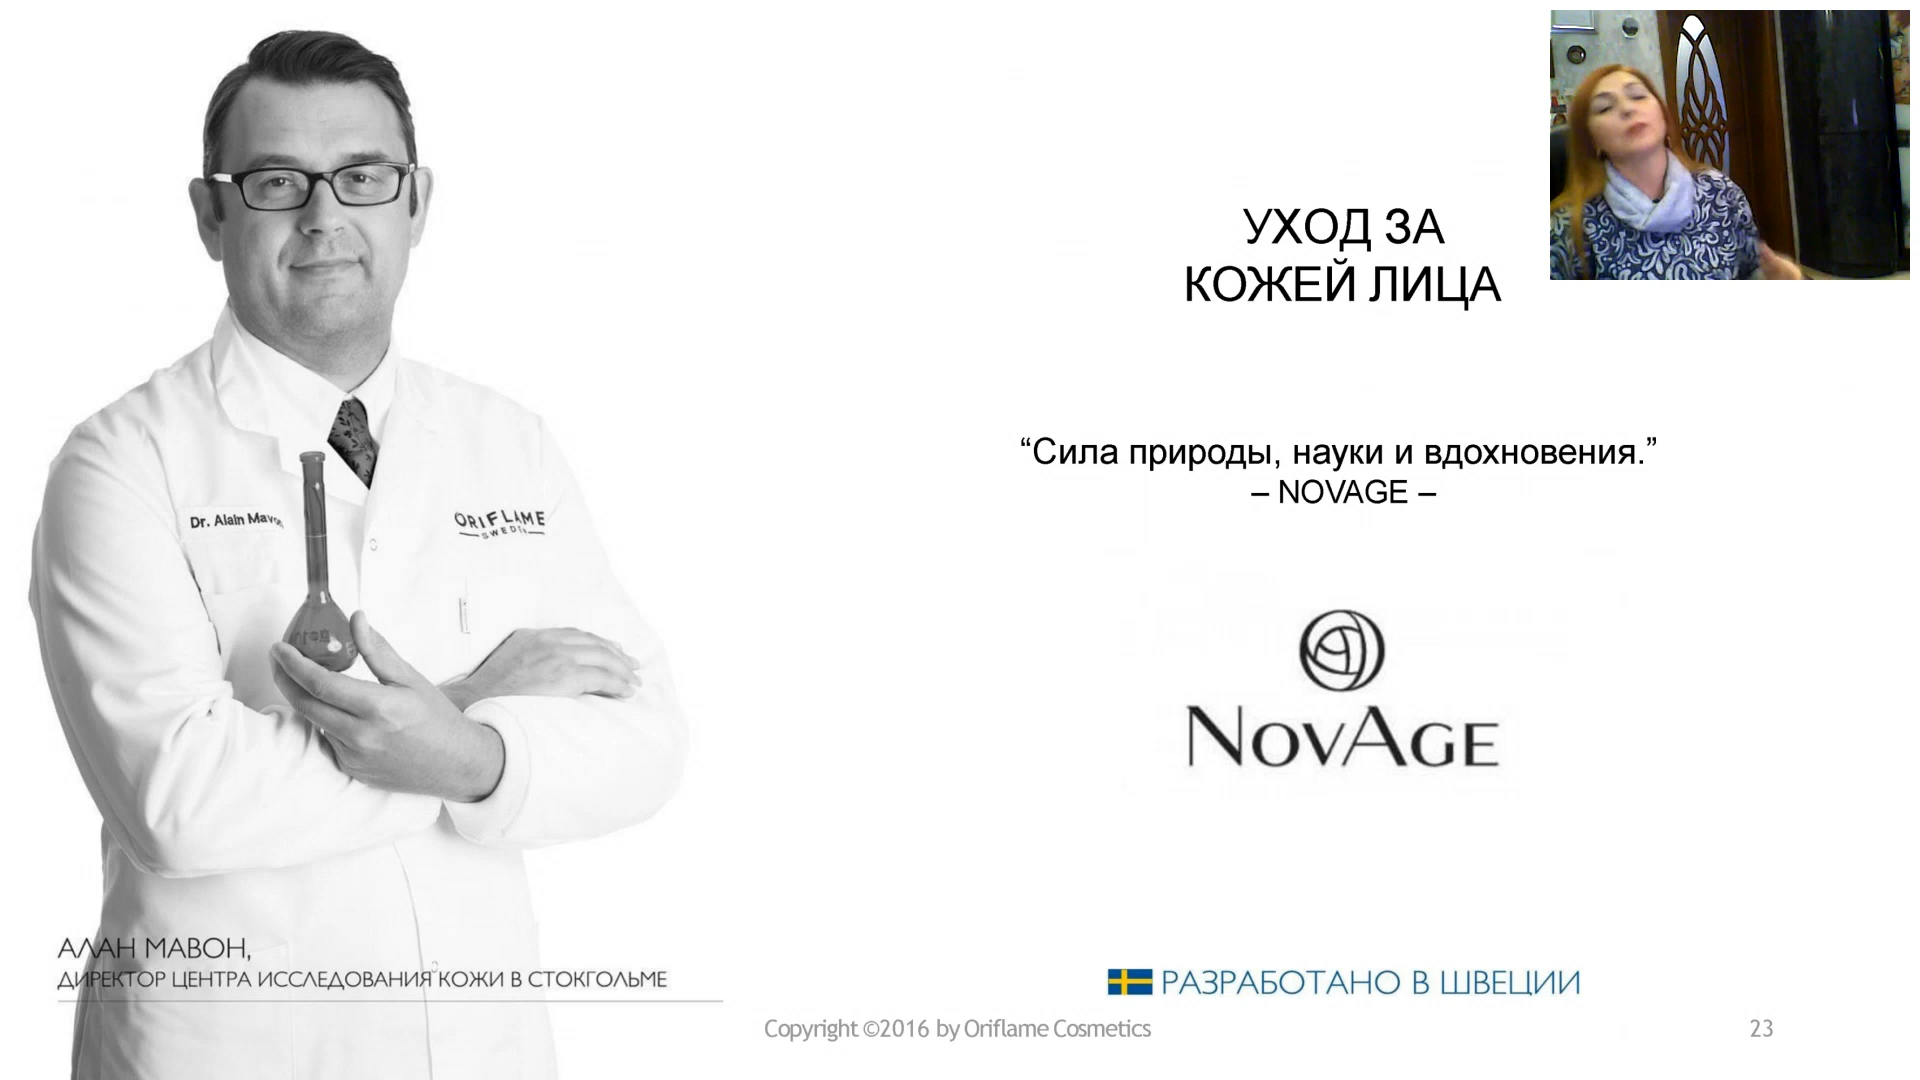 УХОД ЗА
КОЖЕЙ ЛИЦА
“Сила природы, науки и вдохновения.”
– NOVAGE –
Dr. Alain Mavon
ORIFLAME
SWEDEN
NOVAGE
АЛАН МАВОН,
ДИРЕКТОР ЦЕНТРА ИССЛЕДОВАНИЯ КОЖИ В СТОКГОЛЬМЕ
РАЗРАБОТАНО В ШВЕЦИИ
Copyright ©2016 by Oriflame Cosmetics
23